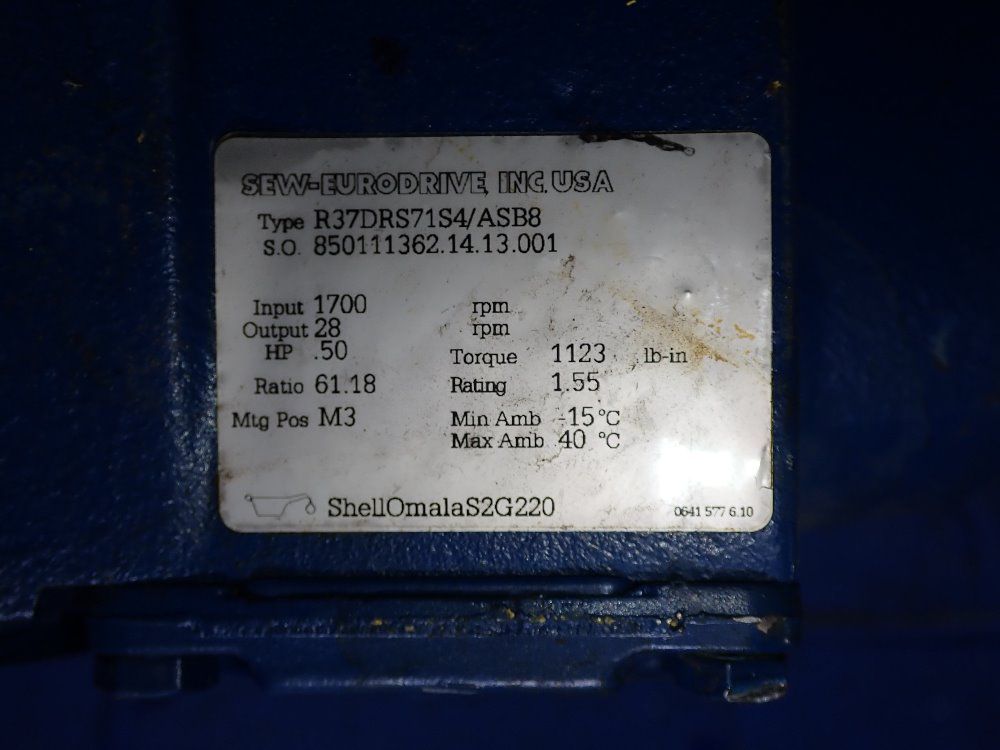 SEW-EURODRIVE, INC. USA
Type R37DRS71S4/ASB8
S.O. 850111362.14.13.001
Input 1700 rpm
Output 28 rpm
HP .50 Torque 1123 lb-in
Ratio 61.18 Rating 1.55
Mtg Pos M3 Min Amb -15 °C
Max Amb 40 °C
ShellOmalaS2G220 0641 577 6.10